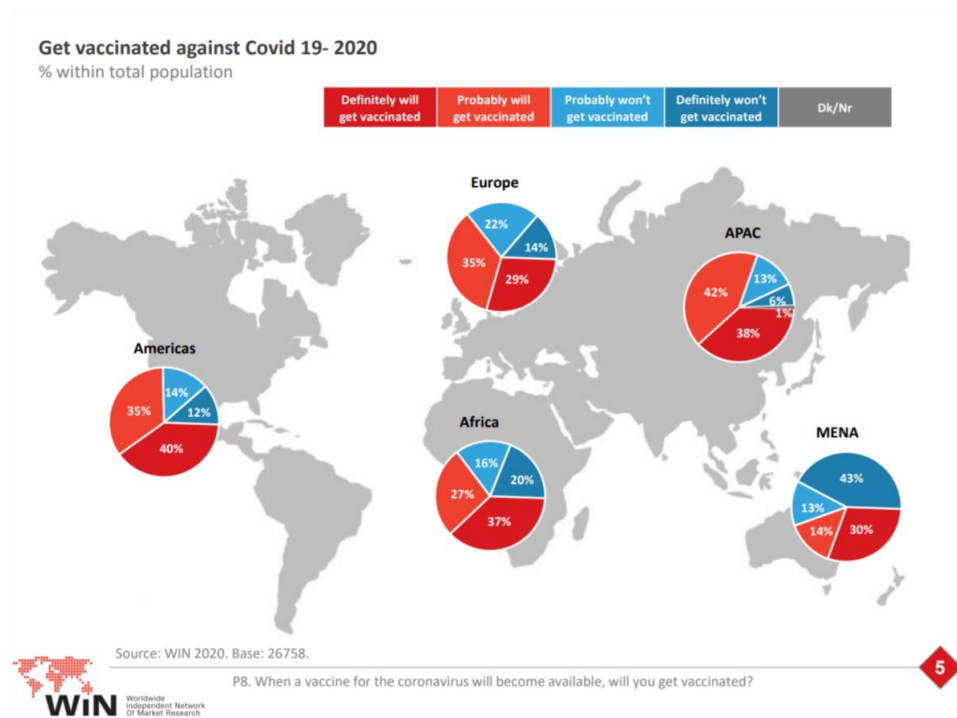 Get vaccinated against Covid 19- 2020
% within total population
Definitely will
get vaccinated
Probably will
get vaccinated
Probably won't
get vaccinated
Definitely won't
get vaccinated
Dk/Nr
Europe
22%
14%
35%
29%
APAC
13%
42%
6%
1%
38%
Americas
14%
35%
12%
40%
Africa
16%
20%
27%
37%
MENA
43%
13%
14%
30%
Source: WIN 2020. Base: 26758.
5
P8. When a vaccine for the coronavirus will become available, will you get vaccinated?
WiN
Worldwide
Independent Network
Of Market Research